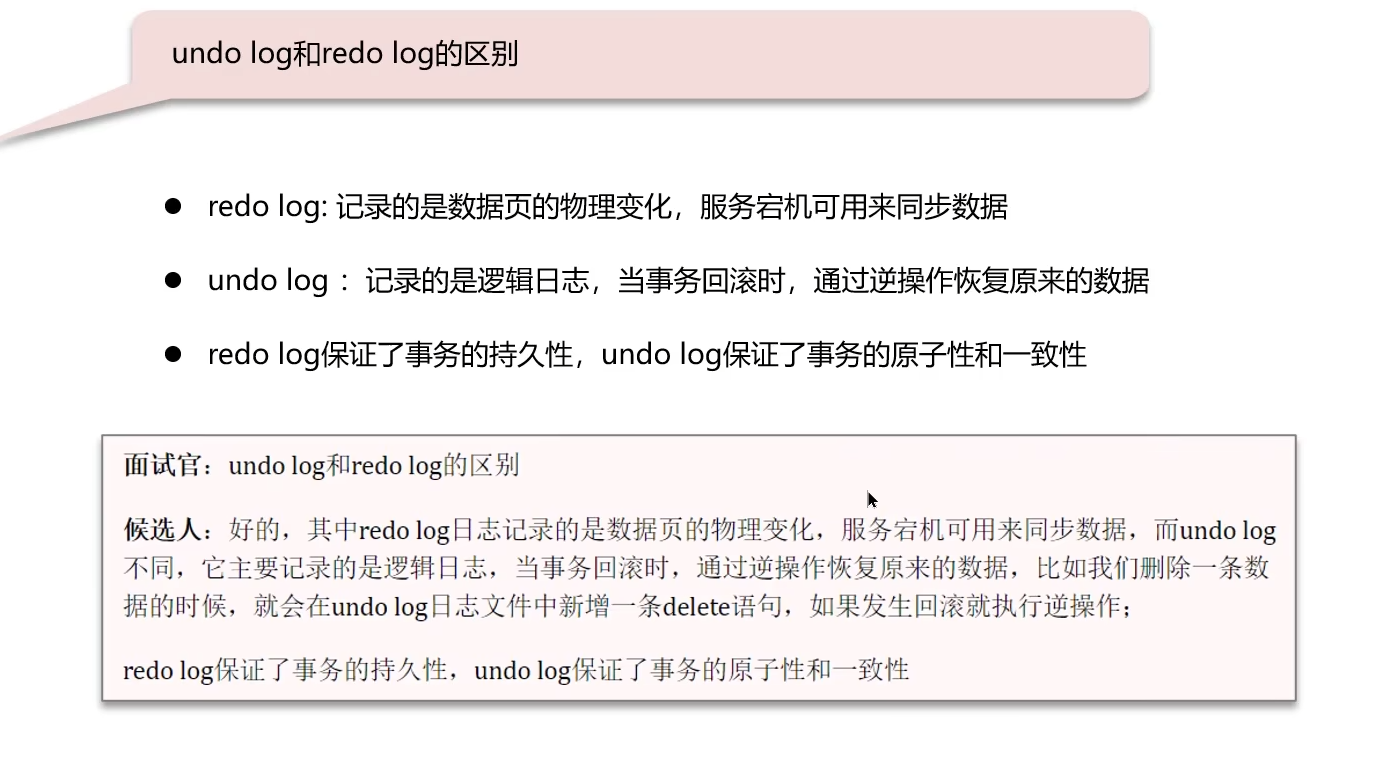 undo log和redo log的区别
redo log: 记录的是数据页的物理变化，服务宕机可用来同步数据
undo log ：记录的是逻辑日志，当事务回滚时，通过逆操作恢复原来的数据
redo log保证了事务的持久性，undo log保证了事务的原子性和一致性
面试官：undo log和redo log的区别
候选人：好的，其中redo log日志记录的是数据页的物理变化，服务宕机可用来同步数据，而undo log
不同，它主要记录的是逻辑日志，当事务回滚时，通过逆操作恢复原来的数据，比如我们删除一条数
据的时候，就会在undo log日志文件中新增一条delete语句，如果发生回滚就执行逆操作；
redo log保证了事务的持久性，undo log保证了事务的原子性和一致性